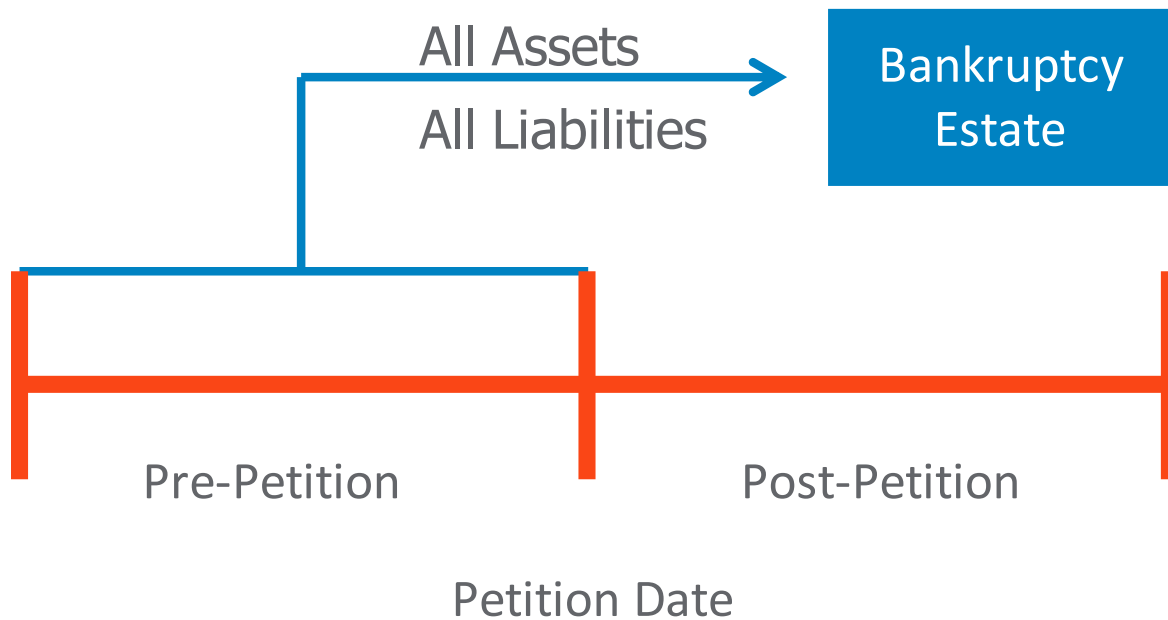 All Assets
All Liabilities
Bankruptcy
Estate
Pre-Petition
Post-Petition
Petition Date